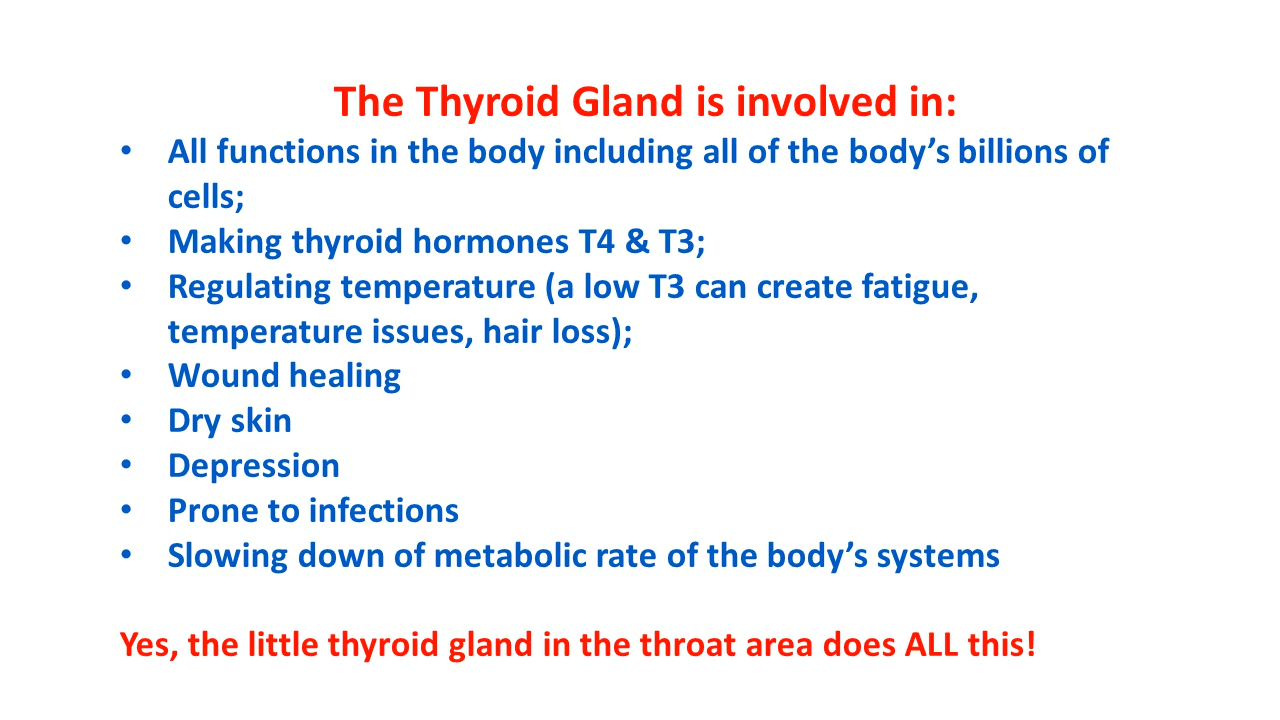 The Thyroid Gland is involved in:
• All functions in the body including all of the body’s billions of
cells;
• Making thyroid hormones T4 & T3;
• Regulating temperature (a low T3 can create fatigue,
temperature issues, hair loss);
• Wound healing
• Dry skin
• Depression
• Prone to infections
• Slowing down of metabolic rate of the body’s systems
Yes, the little thyroid gland in the throat area does ALL this!